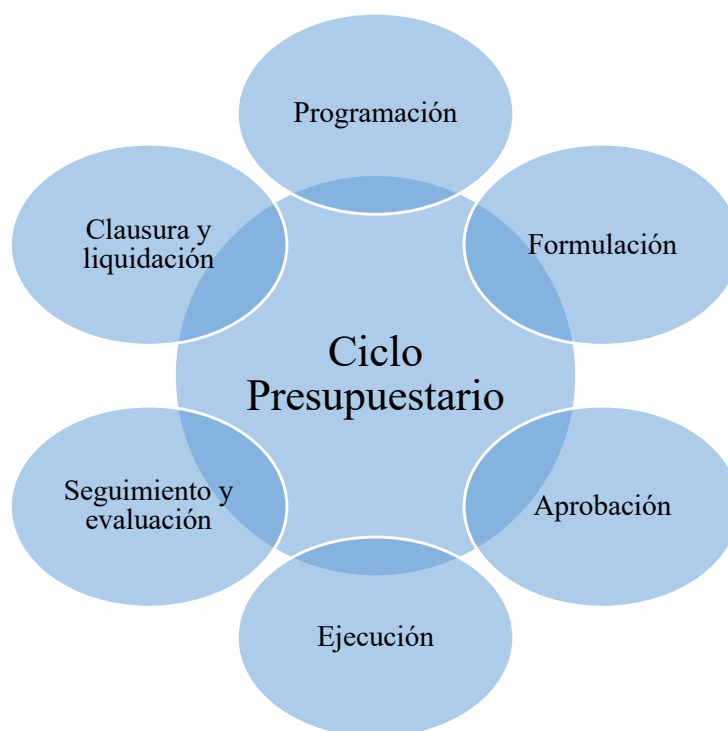 Programación
Formulación
Aprobación
Ejecución
Seguimiento y
evaluación
Clausura y
liquidación
Ciclo
Presupuestario